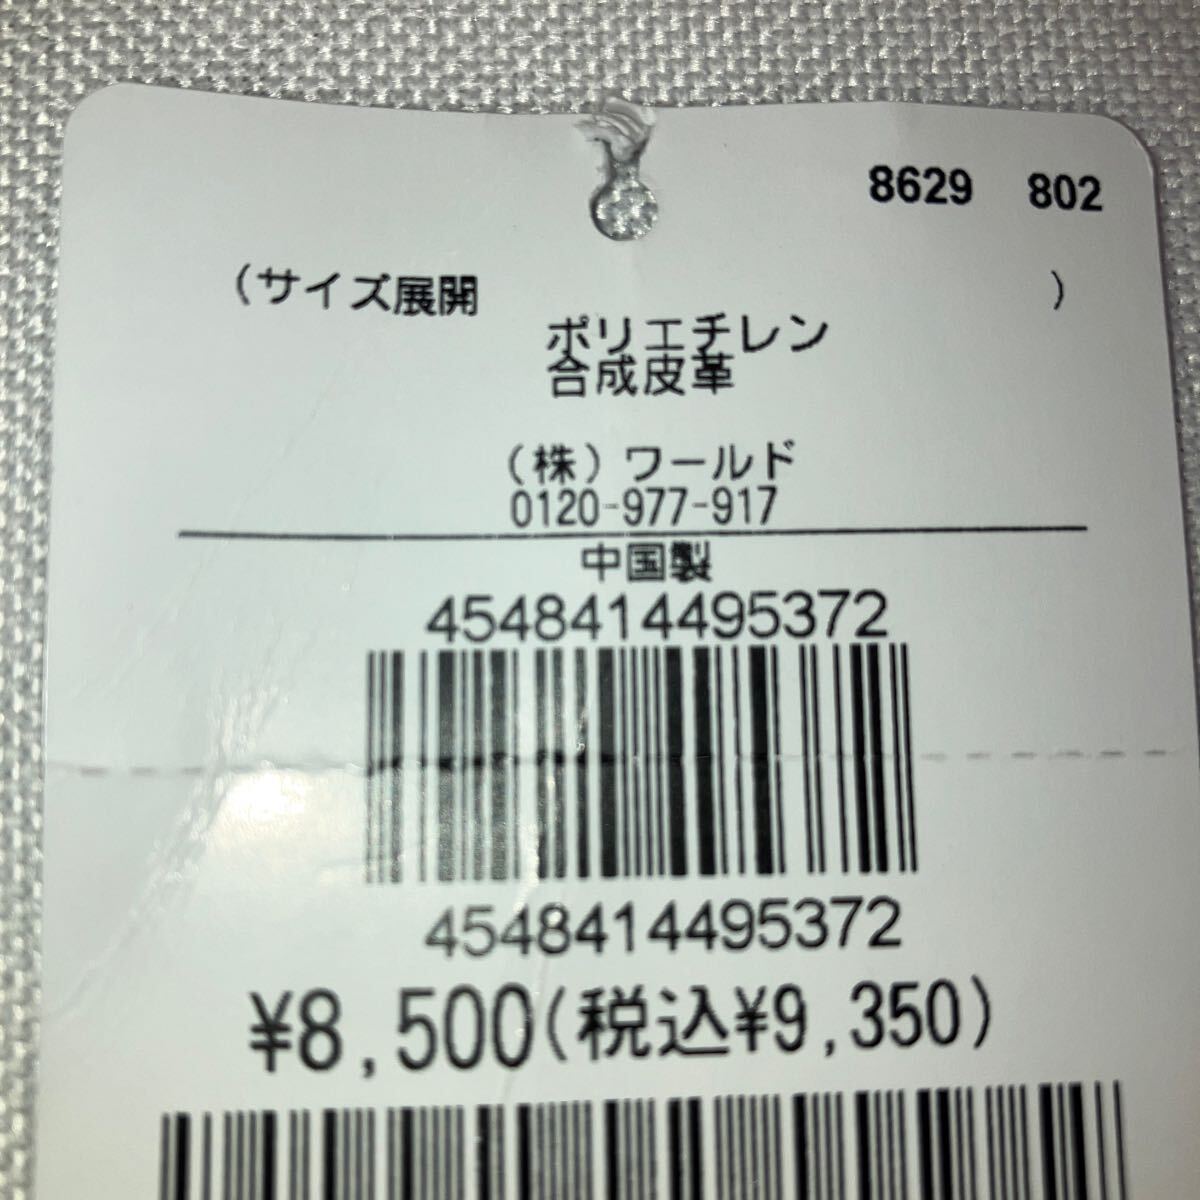 8629 802
(サイズ展開 )
ポリエチレン
合成皮革
(株)ワールド
0120-977-917
中国製
4548414495372
4548414495372
¥8,500(税込¥9,350)